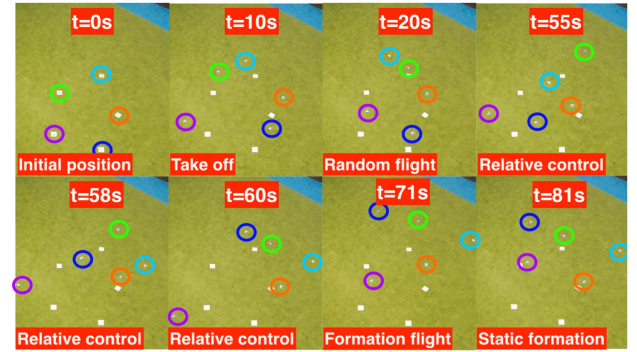 t=0s
t=10s
t=20s
t=55s
Initial position
Take off
Random flight
Relative control
t=58s
t=60s
t=71s
t=81s
Relative control
Relative control
Formation flight
Static formation